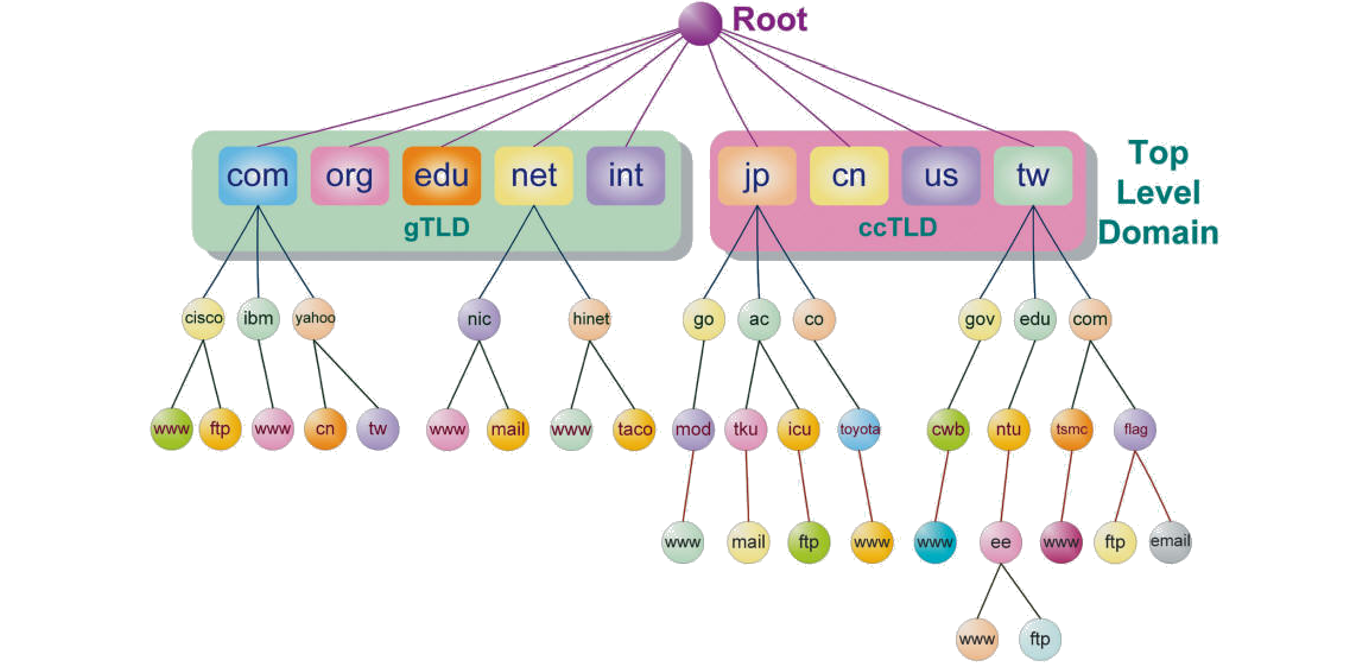 Root
com org edu net int jp cn us tw
gTLD ccTLD
Top
Level
Domain
cisco ibm yahoo nic hinet go ac co gov edu com
www ftp www cn tw www mail www taco mod tku icu toyota cwb ntu tsmc flag
www mail ftp www www ee www ftp email
www ftp